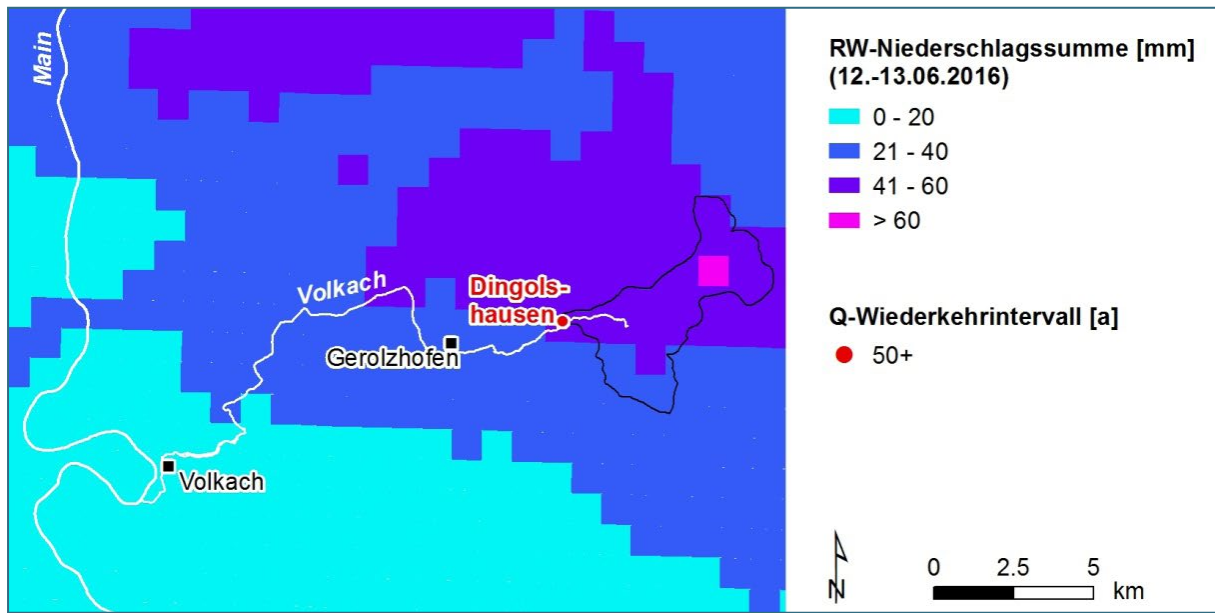 Main
Volkach
Dingols-
hausen
Gerolzhofen
Volkach
RW-Niederschlagssumme [mm]
(12.-13.06.2016)
0 - 20
21 - 40
41 - 60
> 60
Q-Wiederkehrintervall [a]
50+
N
0 2.5 5
km